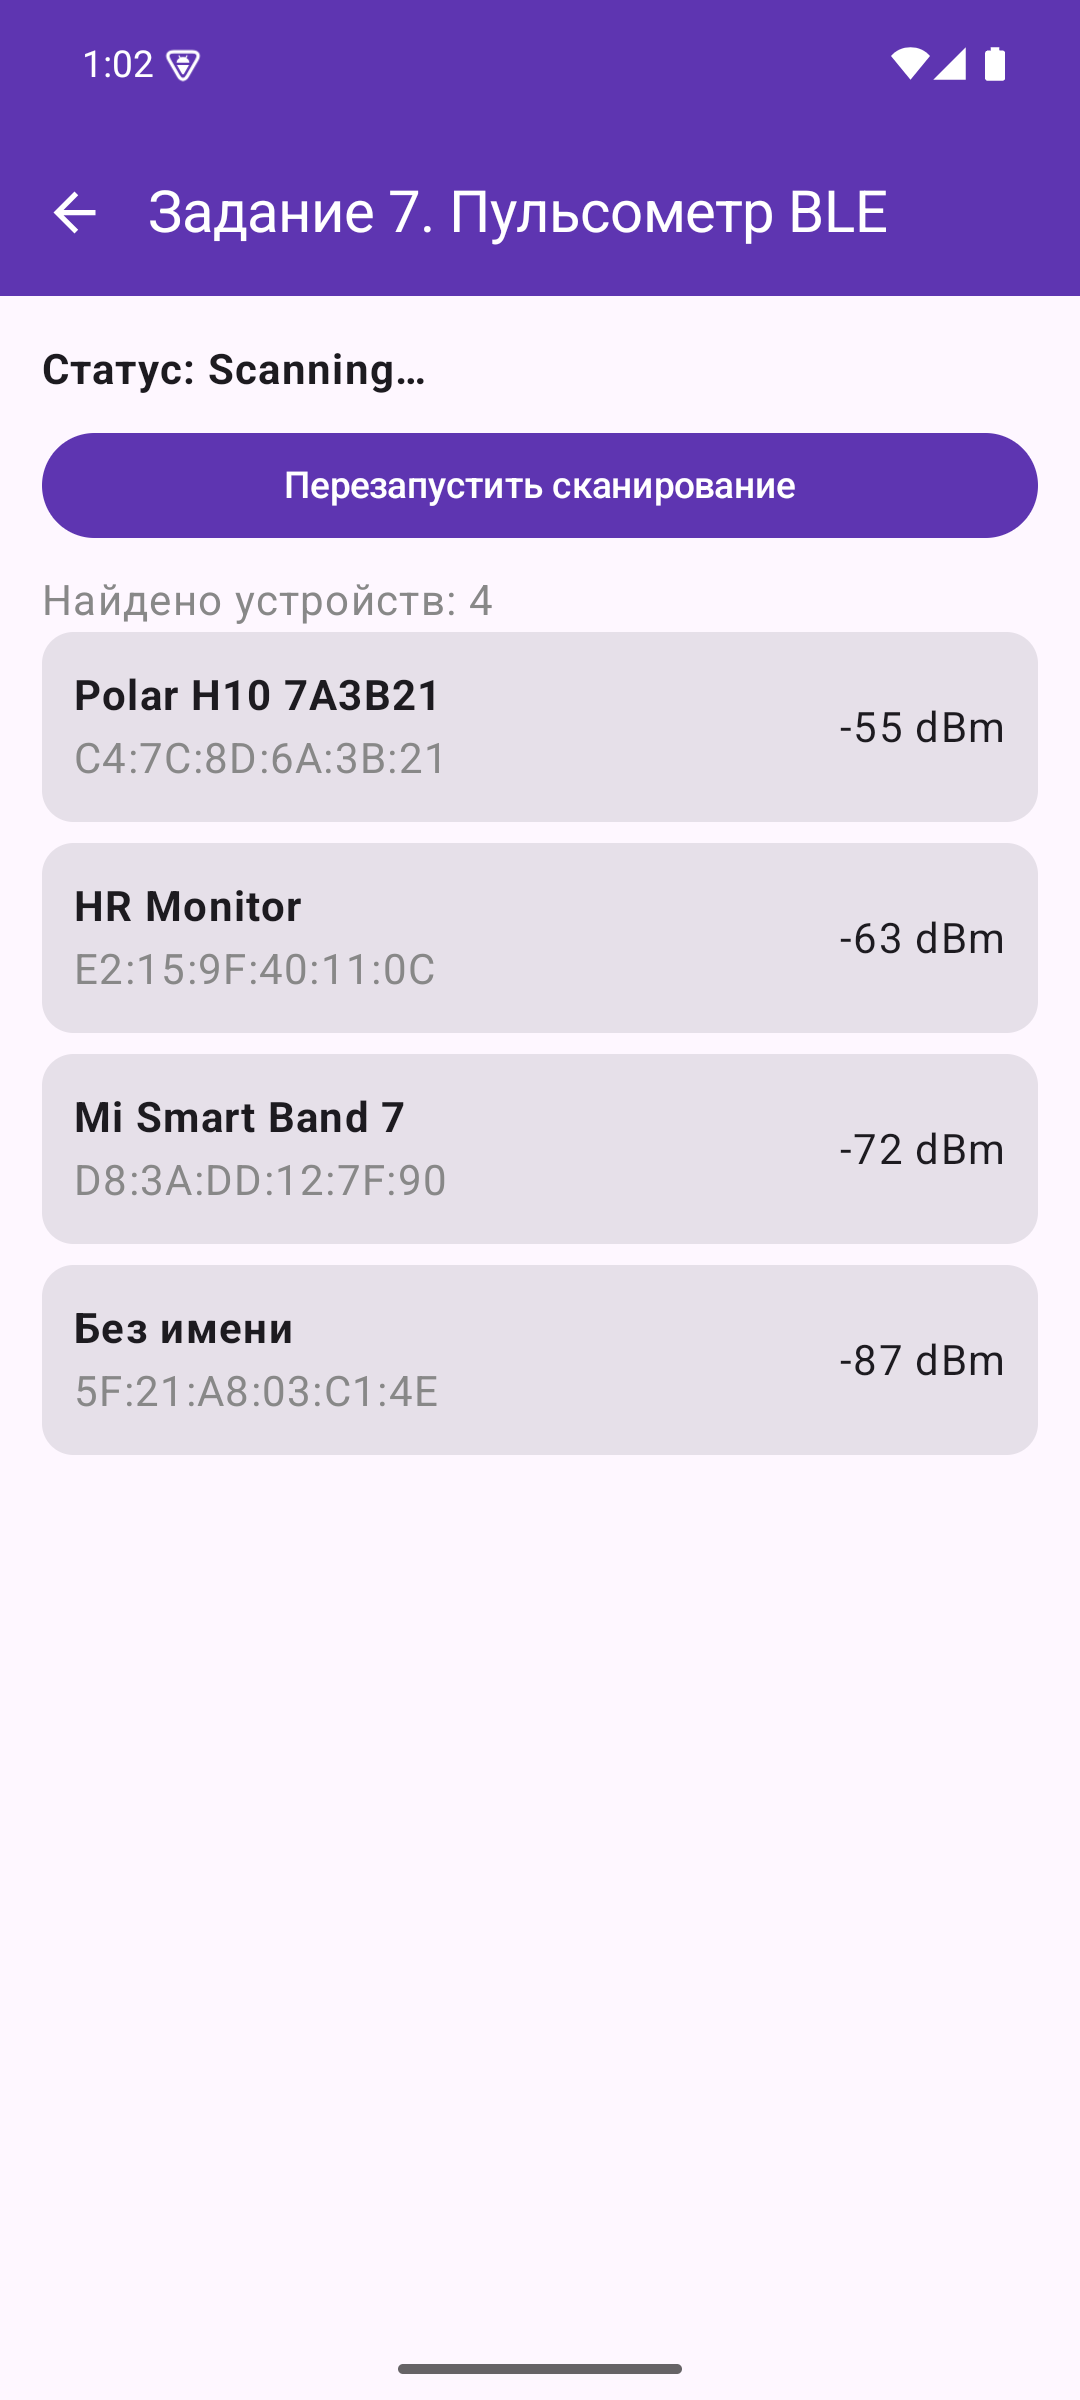 1:02
Задание 7. Пульсометр BLE
Статус: Scanning…
Перезапустить сканирование
Найдено устройств: 4
Polar H10 7A3B21
C4:7C:8D:6A:3B:21
-55 dBm
HR Monitor
E2:15:9F:40:11:0C
-63 dBm
Mi Smart Band 7
D8:3A:DD:12:7F:90
-72 dBm
Без имени
5F:21:A8:03:C1:4E
-87 dBm